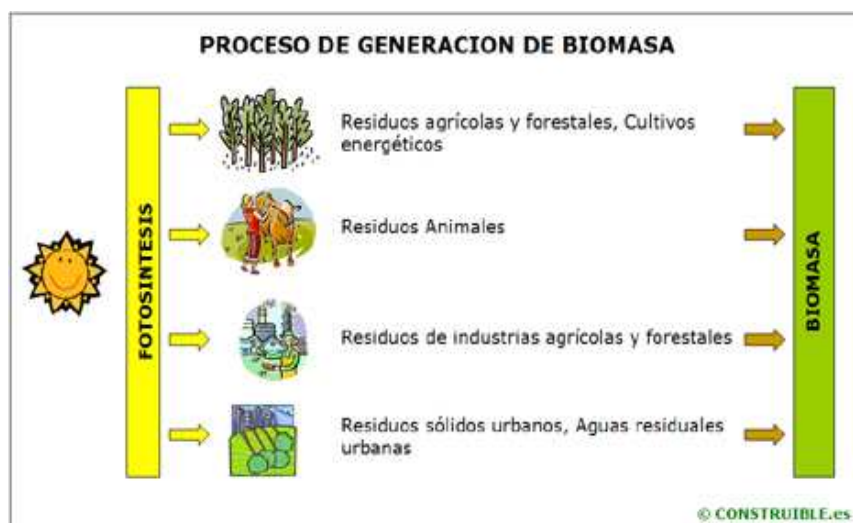 PROCESO DE GENERACION DE BIOMASA
FOTOSINTESIS
Residuos agrícolas y forestales, Cultivos
energéticos
Residuos Animales
Residuos de industrias agrícolas y forestales
Residuos sólidos urbanos, Aguas residuales
urbanas
BIOMASA
© CONSTRUIBLE.es